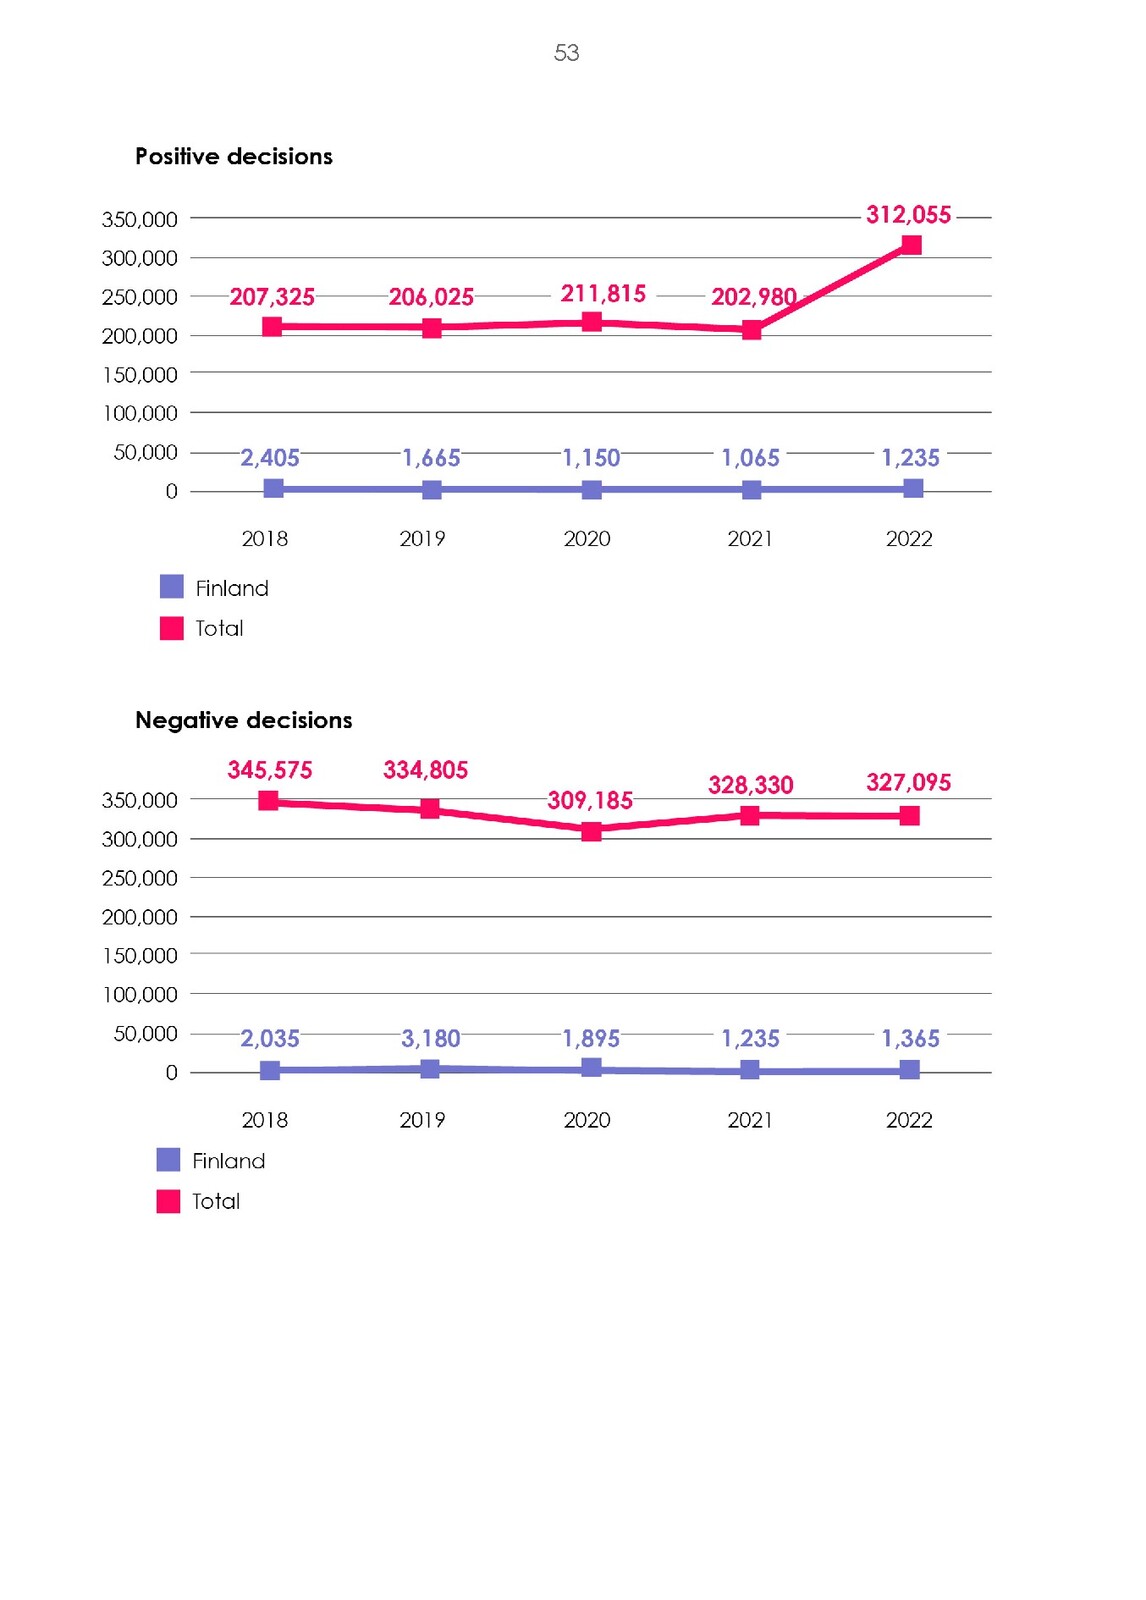 53
Positive decisions
350,000
312,055
300,000
250,000
207,325 206,025 211,815 202,980
200,000
150,000
100,000
50,000
2,405 1,665 1,150 1,065 1,235
0
2018 2019 2020 2021 2022
Finland
Total
Negative decisions
345,575 334,805 309,185 328,330 327,095
350,000
300,000
250,000
200,000
150,000
100,000
50,000
2,035 3,180 1,895 1,235 1,365
0
2018 2019 2020 2021 2022
Finland
Total